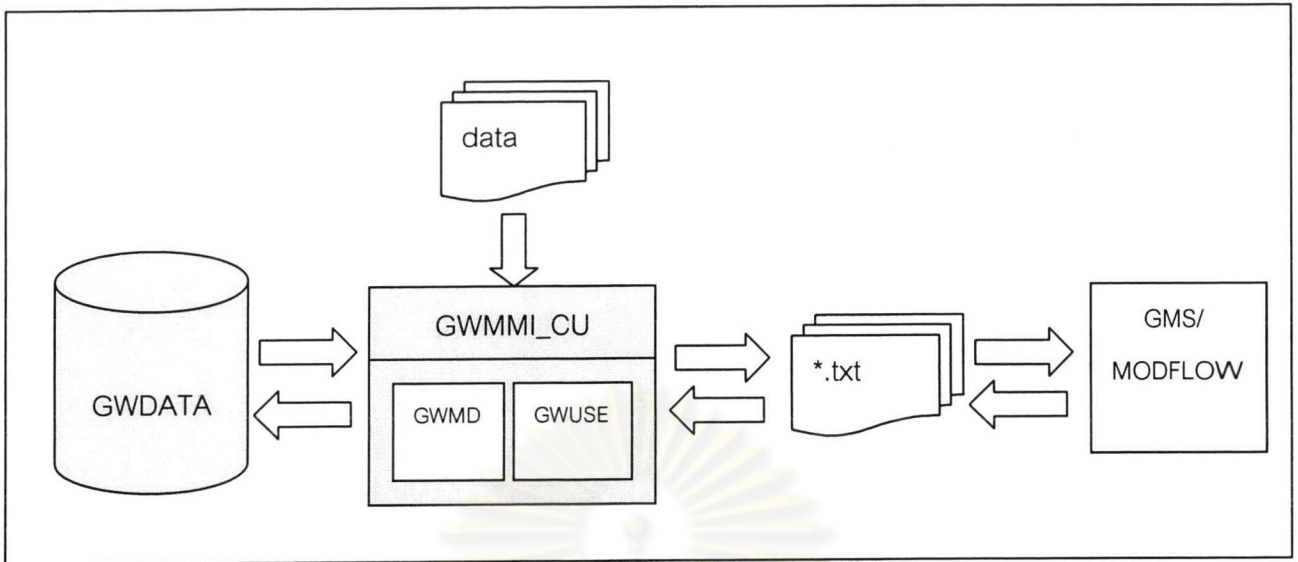 data
GWMMI_CU
GWMD
GWUSE
GWDATA
*.txt
GMS/
MODFLOW